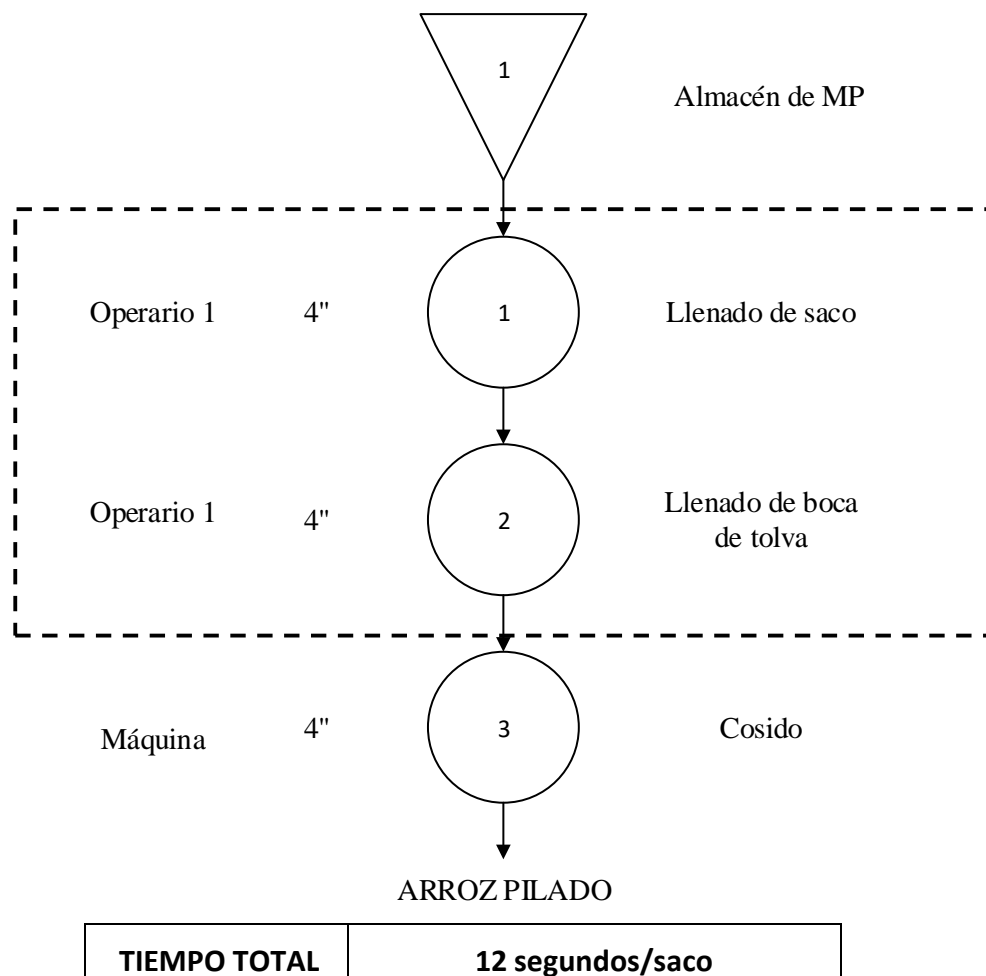 1
Almacén de MP
Operario 1 4" 1 Llenado de saco
Operario 1 4" 2 Llenado de boca
de tolva
Máquina 4" 3 Cosido
ARROZ PILADO
TIEMPO TOTAL 12 segundos/saco